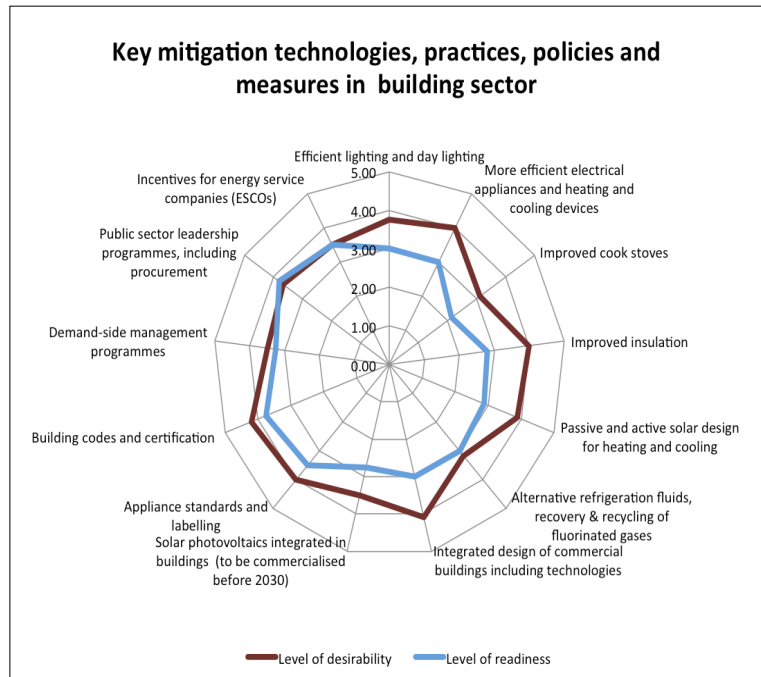 Key mitigation technologies, practices, policies and
measures in building sector
Efficient lighting and day lighting
5.00
4.00
3.00
2.00
1.00
0.00
More efficient electrical
appliances and heating and
cooling devices
Improved cook stoves
Improved insulation
Passive and active solar design
for heating and cooling
Alternative refrigeration fluids,
recovery & recycling of
fluorinated gases
Integrated design of commercial
buildings including technologies
Solar photovoltaics integrated in
buildings (to be commercialised
before 2030)
Appliance standards and
labelling
Building codes and certification
Demand-side management
programmes
Public sector leadership
programmes, including
procurement
Incentives for energy service
companies (ESCOs)
Level of desirability
Level of readiness